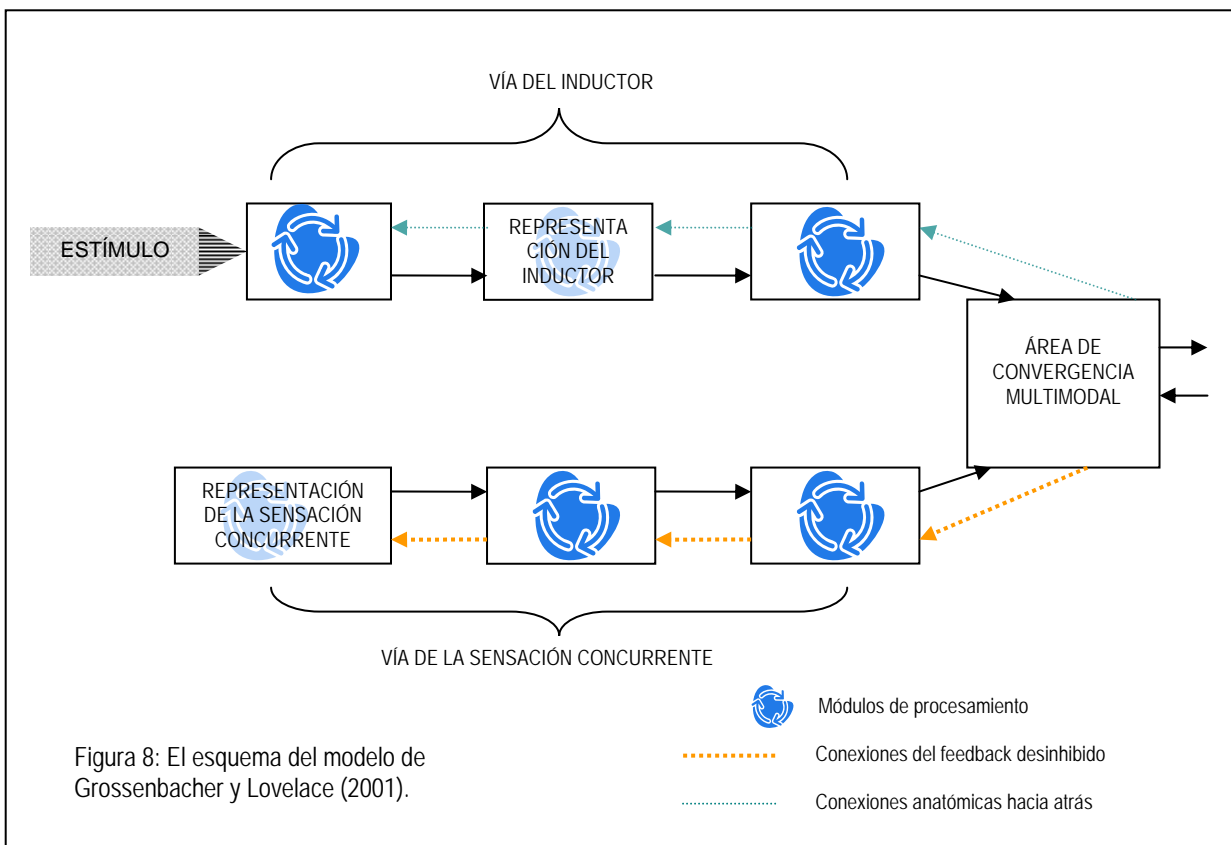 VÍA DEL INDUCTOR
ESTÍMULO
REPRESENTA
CIÓN DEL
INDUCTOR
ÁREA DE
CONVERGENCIA
MULTIMODAL
REPRESENTACIÓN
DE LA SENSACIÓN
CONCURRENTE
VÍA DE LA SENSACIÓN CONCURRENTE
Módulos de procesamiento
Conexiones del feedback desinhibido
Conexiones anatómicas hacia atrás
Figura 8: El esquema del modelo de
Grossenbacher y Lovelace (2001).